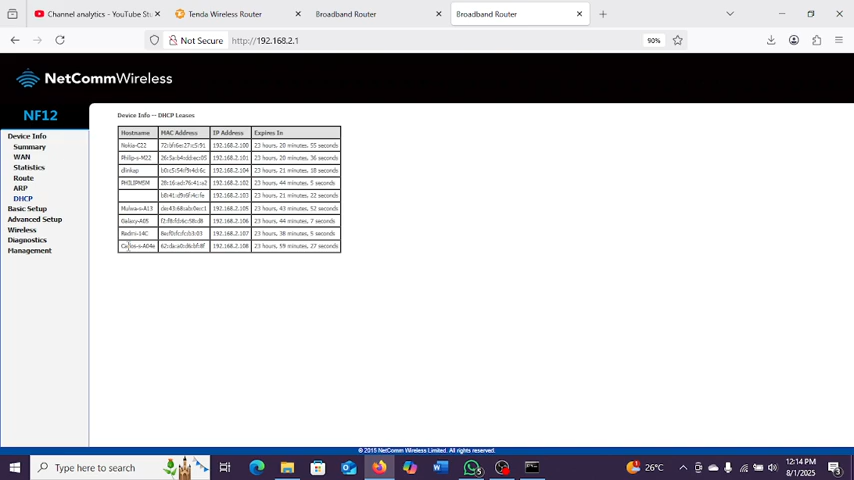 Channel analytics - YouTube Stu
Tenda Wireless Router
Broadband Router
Broadband Router
Not Secure
http://192.168.2.1
90%
NetCommWireless
NF12
Device Info
Summary
WAN
Statistics
Route
ARP
DHCP
Basic Setup
Advanced Setup
Wireless
Diagnostics
Management
Device Info -- DHCP Leases
Hostname MAC Address IP Address Expires In
Nokia-C22 192.168.2.100 23 hours, 20 minutes, 55 seconds
Philip-s-M22 192.168.2.101 23 hours, 20 minutes, 36 seconds
dlinkap 192.168.2.104 23 hours, 21 minutes, 18 seconds
PHILIPMSM 192.168.2.102 23 hours, 44 minutes, 5 seconds
192.168.2.103 23 hours, 21 minutes, 22 seconds
Mulwa-s-A13 192.168.2.105 23 hours, 43 minutes, 52 seconds
Galaxy-A05 192.168.2.106 23 hours, 44 minutes, 7 seconds
Redmi-14C 192.168.2.107 23 hours, 38 minutes, 5 seconds
Carlos-s-A04e 192.168.2.108 23 hours, 59 minutes, 27 seconds
© 2015 NetComm Wireless Limited. All rights reserved.
Type here to search
5
26°C
12:14 PM
8/1/2025
3